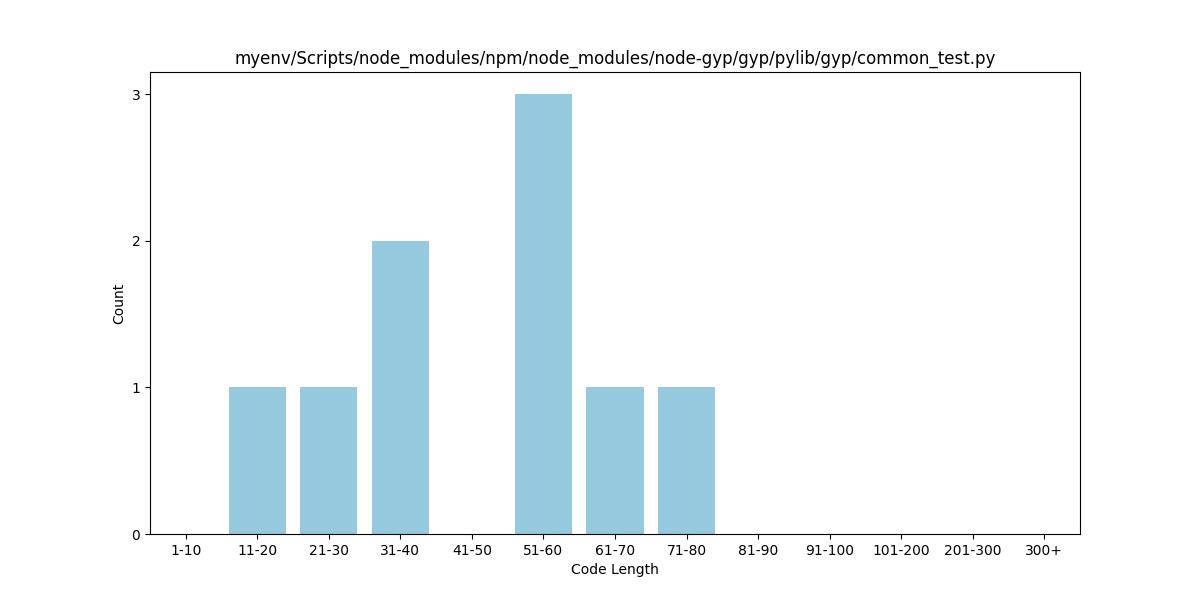 myenv/Scripts/node_modules/npm/node_modules/node-gyp/gyp/pylib/gyp/common_test.py
Count
3
2
1
0
1-10 11-20 21-30 31-40 41-50 51-60 61-70 71-80 81-90 91-100 101-200 201-300 300+
Code Length